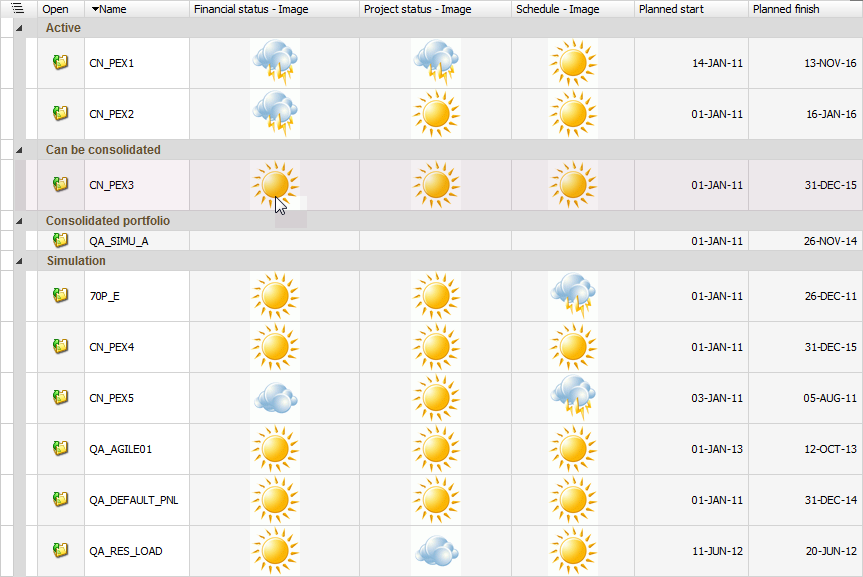 Open Name Financial status - Image Project status - Image Schedule - Image Planned start Planned finish
Active
CN_PEX1 14-JAN-11 13-NOV-16
CN_PEX2 01-JAN-11 16-JAN-16
Can be consolidated
CN_PEX3 01-JAN-11 31-DEC-15
Consolidated portfolio
QA_SIMU_A 01-JAN-11 26-NOV-14
Simulation
70P_E 01-JAN-11 26-DEC-11
CN_PEX4 01-JAN-11 31-DEC-15
CN_PEX5 03-JAN-11 05-AUG-11
QA_AGILE01 01-JAN-13 12-OCT-13
QA_DEFAULT_PNL 01-JAN-11 31-DEC-14
QA_RES_LOAD 11-JUN-12 20-JUN-12